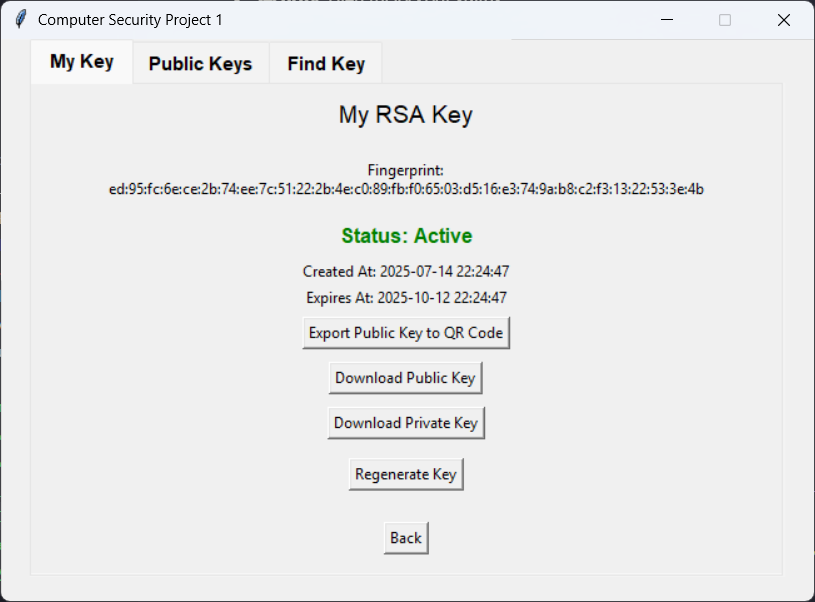 Computer Security Project 1
My Key
Public Keys
Find Key
My RSA Key
Fingerprint:
ed:95:fc:6e:ce:2b:74:ee:7c:51:22:2b:4e:c0:89:fb:f0:65:03:d5:16:e3:74:9a:b8:c2:f3:13:22:53:3e:4b
Status: Active
Created At: 2025-07-14 22:24:47
Expires At: 2025-10-12 22:24:47
Export Public Key to QR Code
Download Public Key
Download Private Key
Regenerate Key
Back